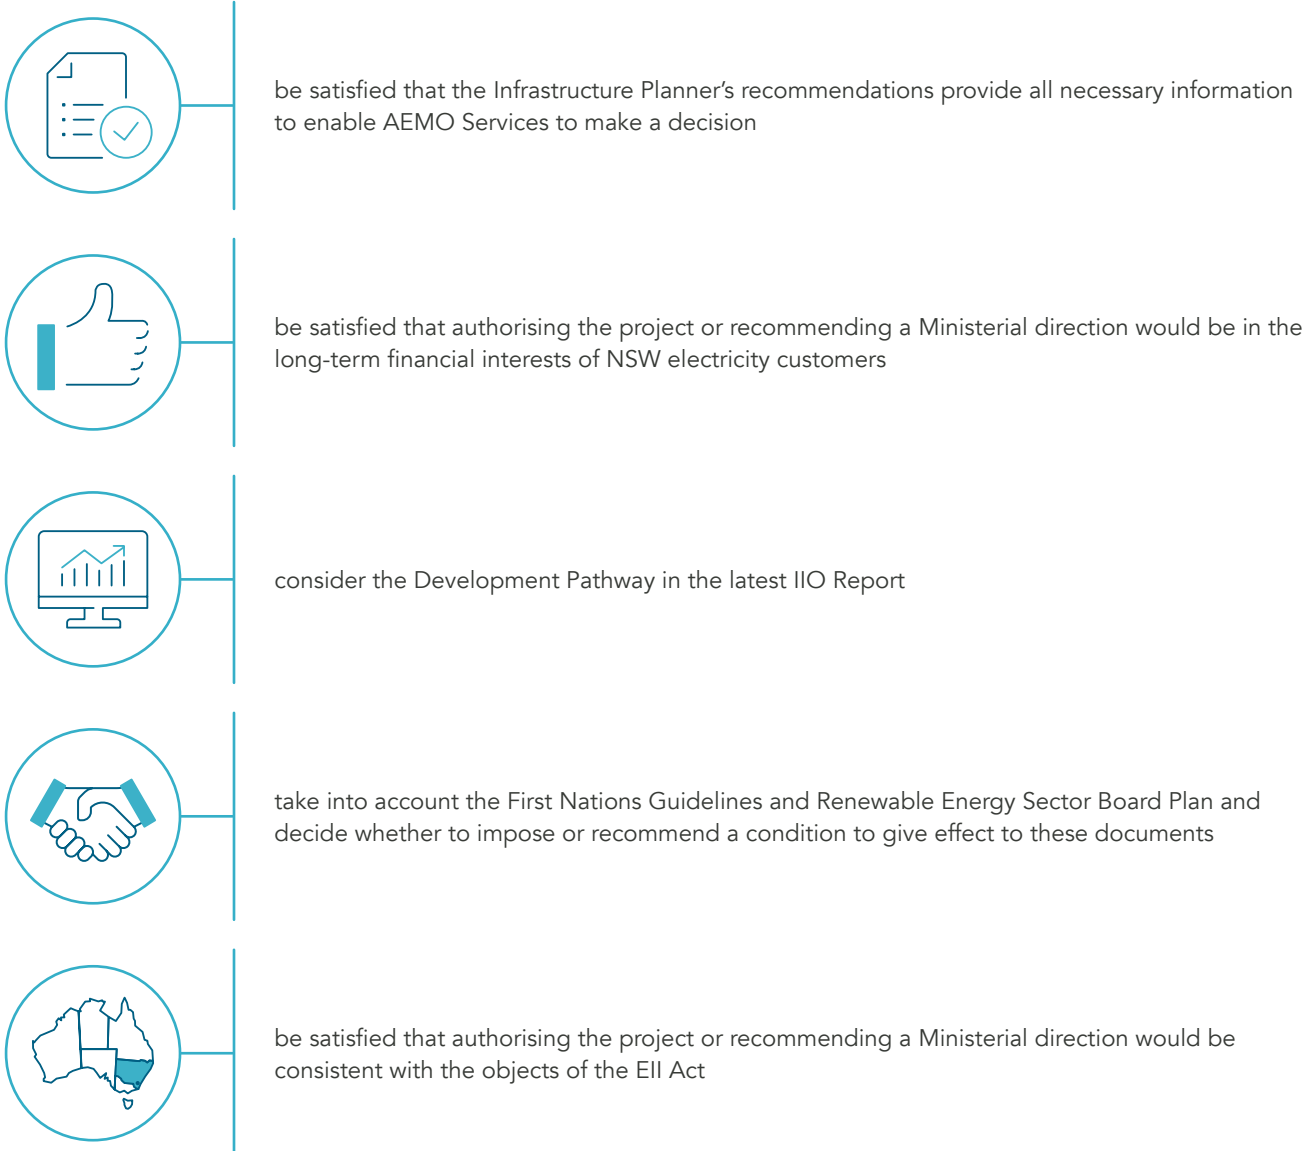 be satisfied that the Infrastructure Planner’s recommendations provide all necessary information
to enable AEMO Services to make a decision
be satisfied that authorising the project or recommending a Ministerial direction would be in the
long-term financial interests of NSW electricity customers
consider the Development Pathway in the latest IIO Report
take into account the First Nations Guidelines and Renewable Energy Sector Board Plan and
decide whether to impose or recommend a condition to give effect to these documents
be satisfied that authorising the project or recommending a Ministerial direction would be
consistent with the objects of the EII Act